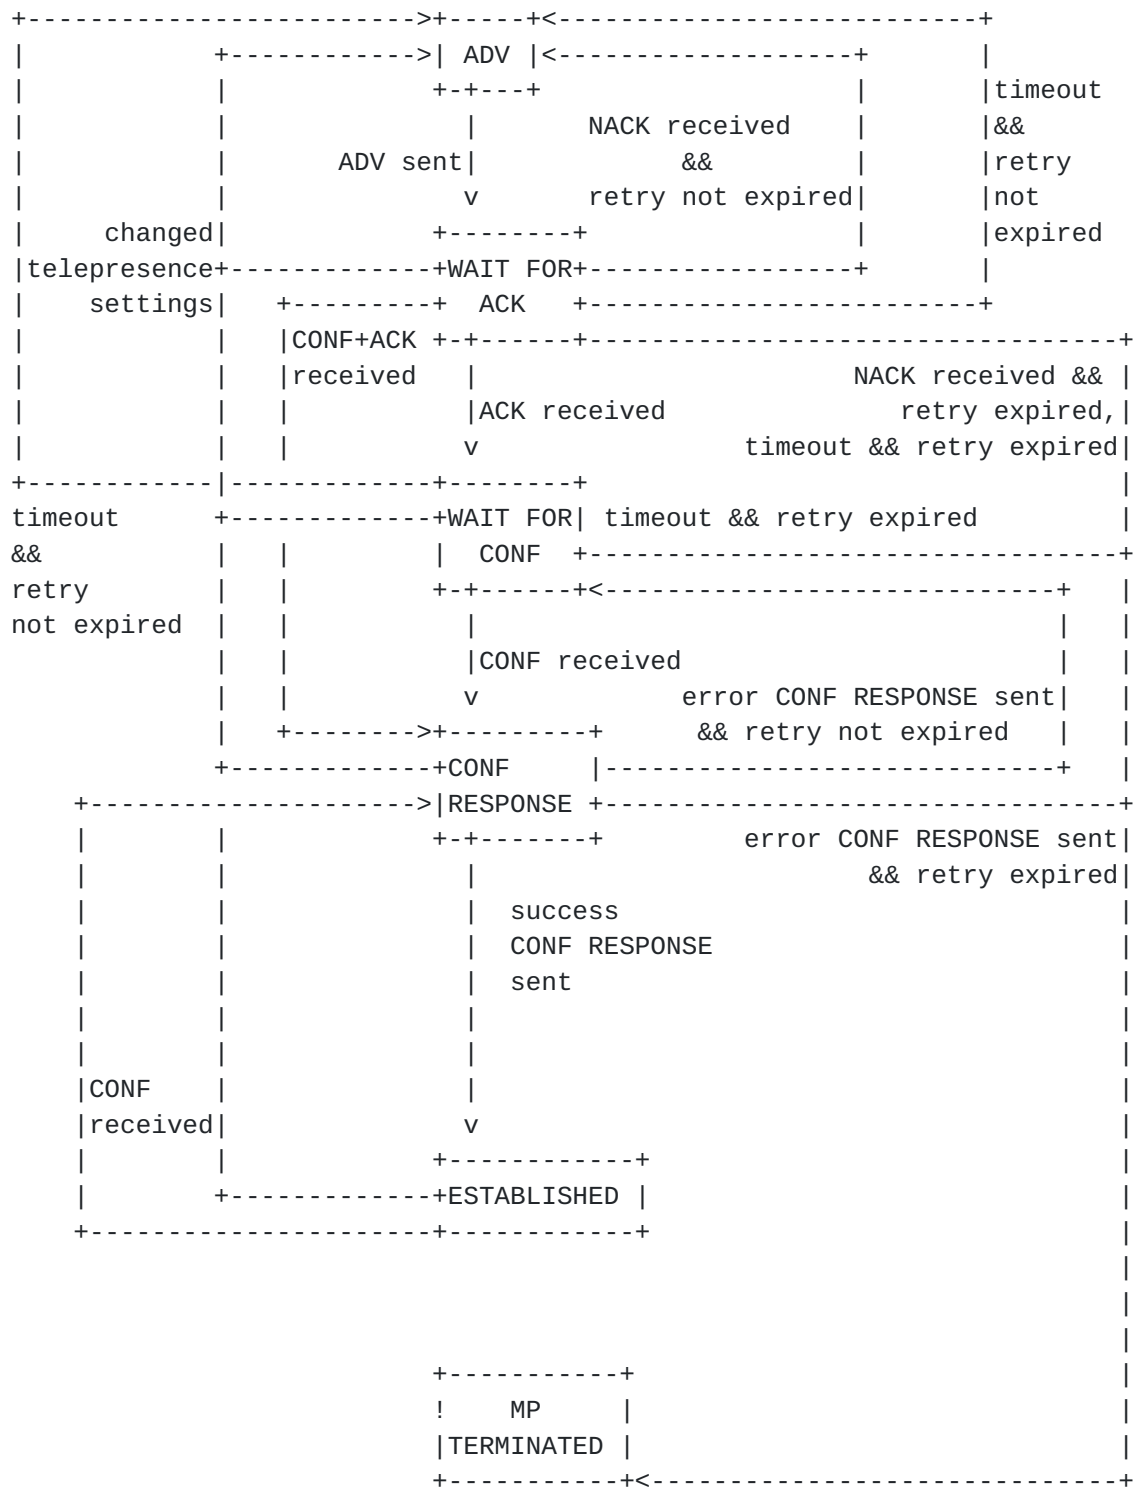 ADV
timeout
NACK received &&
ADV sent && retry
retry not expired not
changed expired
telepresence WAIT FOR
settings ACK
CONF+ACK
received NACK received &&
ACK received retry expired,
timeout && retry expired
timeout WAIT FOR timeout && retry expired
&& CONF
retry
not expired
CONF received
error CONF RESPONSE sent
&& retry not expired
CONF
RESPONSE
error CONF RESPONSE sent
&& retry expired
success
CONF RESPONSE
sent
CONF
received
ESTABLISHED
MP
TERMINATED